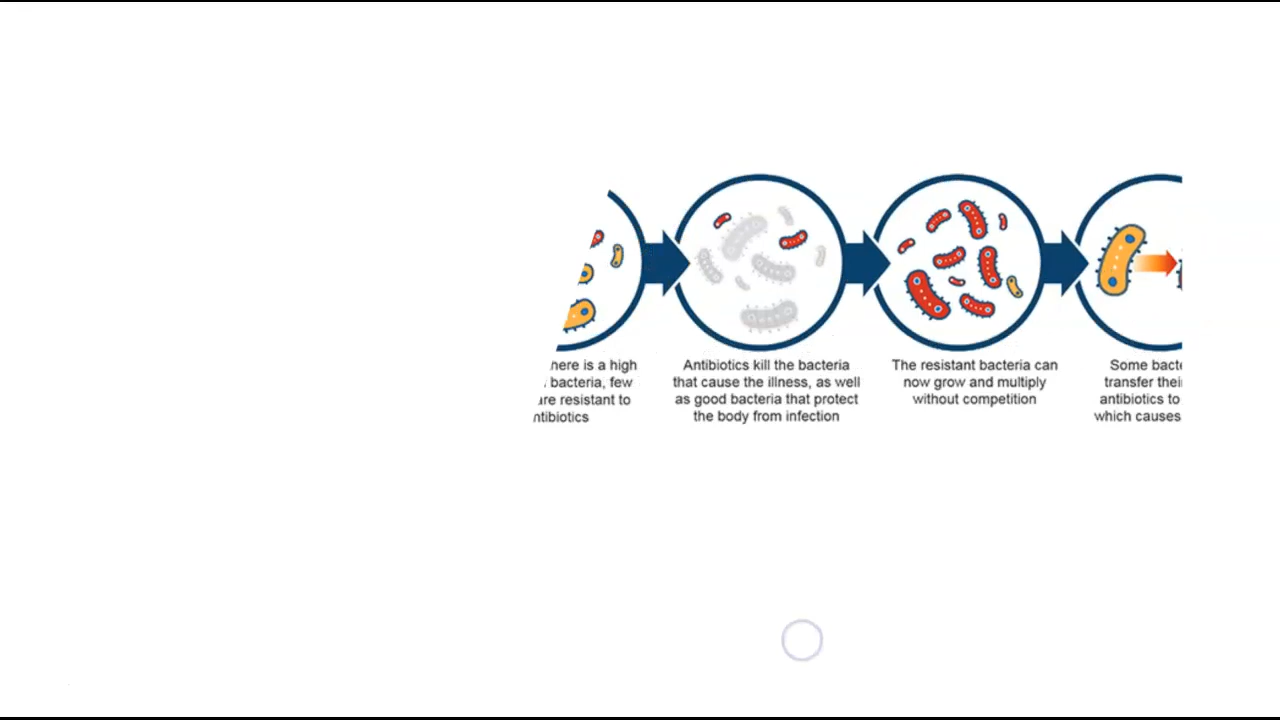 here is a high
bacteria, few
are resistant to
ntibiotics
Antibiotics kill the bacteria
that cause the illness, as well
as good bacteria that protect
the body from infection
The resistant bacteria can
now grow and multiply
without competition
Some bacte
transfer thei
antibiotics to
which causes